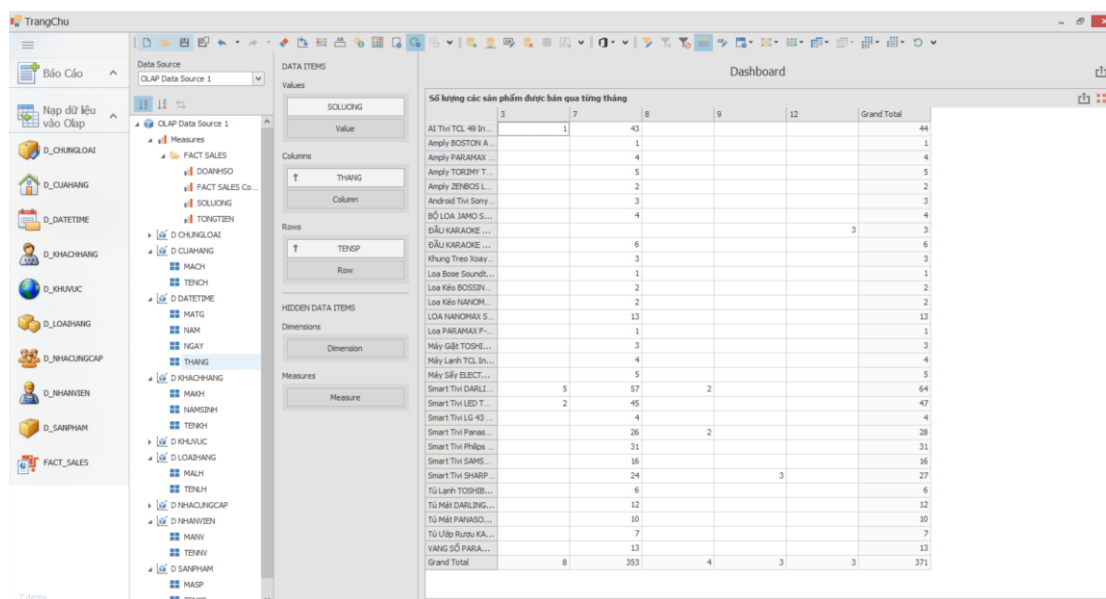 TrangChu
Báo Cáo
Nạp dữ liệu
vào Olap
D_CHUNGLOAI
D_CUAHANG
D_DATETIME
D_KHACHHANG
D_KHUVUC
D_LOAIHANG
D_NHACUNGCAP
D_NHANVIEN
D_SANPHAM
FACT_SALES
7 items
Data Source
OLAP Data Source 1
OLAP Data Source 1
Measures
FACT SALES
DOANHSO
FACT SALES Co...
SOLUONG
TONGTIEN
D CHUNGLOAI
D CUAHANG
MACH
TENCH
D DATETIME
MATG
NAM
NGAY
THANG
D KHACHHANG
MAKH
NAMSINH
TENKH
D KHUVUC
D LOAIHANG
MALH
TENLH
D NHACUNGCAP
D NHANVIEN
MANV
TENNV
D SANPHAM
MASP
DATA ITEMS
Values
SOLUONG
Value
Columns
THANG
Column
Rows
TENSP
Row
HIDDEN DATA ITEMS
Dimensions
Dimension
Measures
Measure
Dashboard
Số lượng các sản phẩm được bán qua từng tháng
3 7 8 9 12 Grand Total
AI Tivi TCL 49 In... 1 43 44
Amply BOSTON A... 1 1
Amply PARAMAX ... 4 4
Amply TORIMY T... 5 5
Amply ZENBOS L... 2 2
Android Tivi Sony... 3 3
BỘ LOA JAMO S... 4 4
ĐẦU KARAOKE ... 3 3
ĐẦU KARAOKE ... 6 6
Khung Treo Xoay... 3 3
Loa Bose Soundt... 1 1
Loa Kéo BOSSIN... 2 2
Loa Kéo NANOM... 2 2
LOA NANOMAX S... 13 13
Loa PARAMAX F-... 1 1
Máy Giặt TOSHI... 3 3
Máy Lạnh TCL In... 4 4
Máy Sấy ELECT... 5 5
Smart Tivi DARLI... 5 57 2 64
Smart Tivi LED T... 2 45 47
Smart Tivi LG 43 ... 4 4
Smart Tivi Panas... 26 2 28
Smart Tivi Philips ... 31 31
Smart Tivi SAMS... 16 16
Smart Tivi SHARP... 24 3 27
Tủ Lạnh TOSHIB... 6 6
Tủ Mát DARLING... 12 12
Tủ Mát PANASO... 10 10
Tủ Ướp Rượu KA... 7 7
VANG SỐ PARA... 13 13
Grand Total 8 353 4 3 3 371